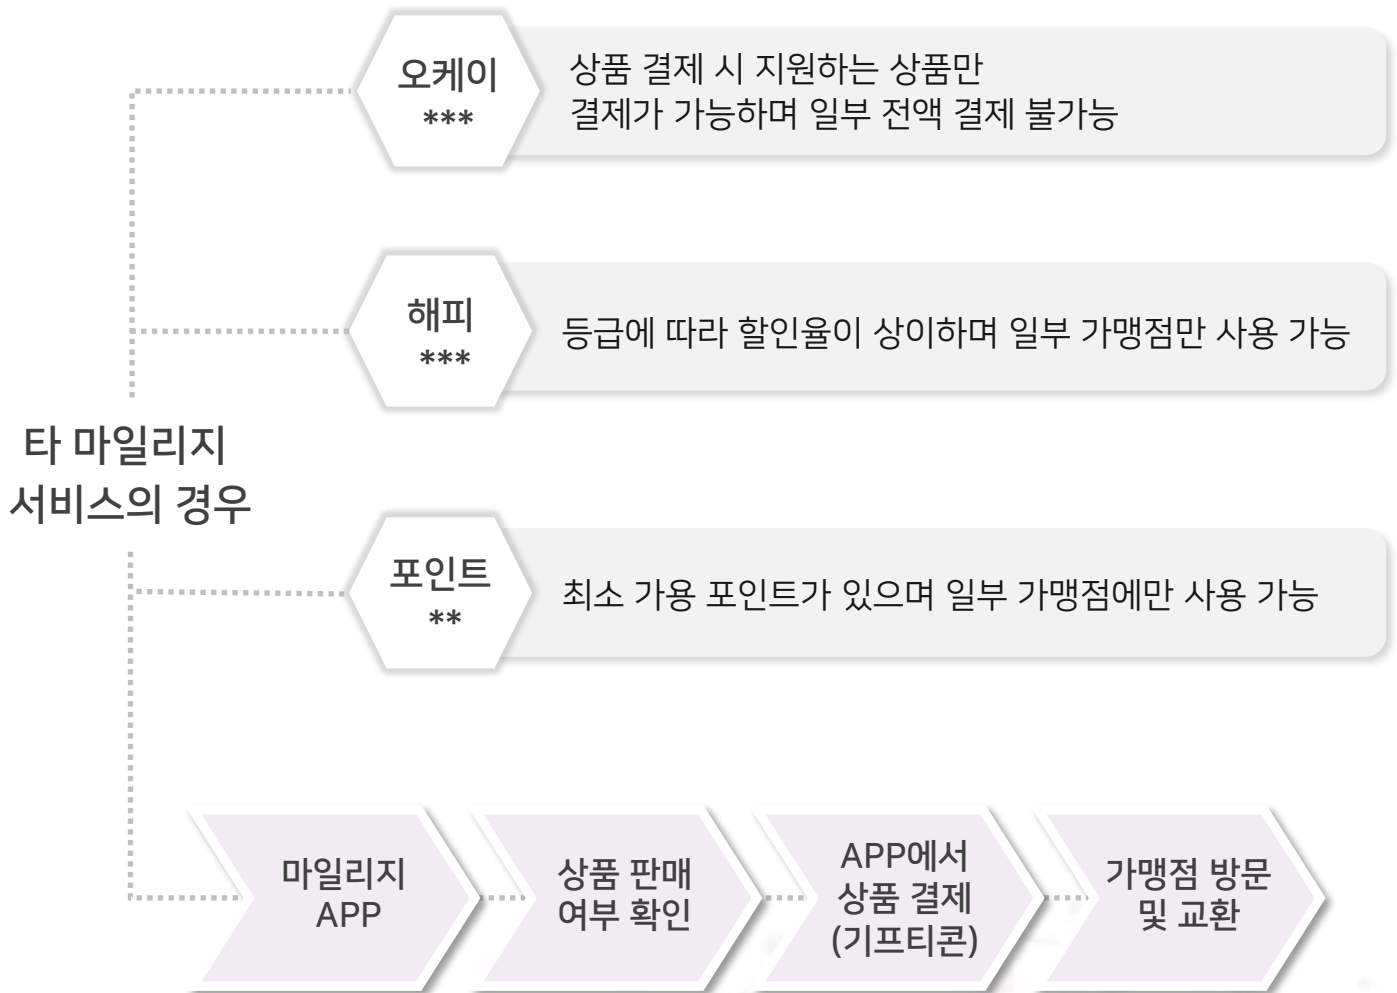 오케이
***
상품 결제 시 지원하는 상품만
결제가 가능하며 일부 전액 결제 불가능
해피
***
등급에 따라 할인율이 상이하며 일부 가맹점만 사용 가능
타 마일리지
서비스의 경우
포인트
**
최소 가용 포인트가 있으며 일부 가맹점에만 사용 가능
마일리지
APP
상품 판매
여부 확인
APP에서
상품 결제
(기프티콘)
가맹점 방문
및 교환